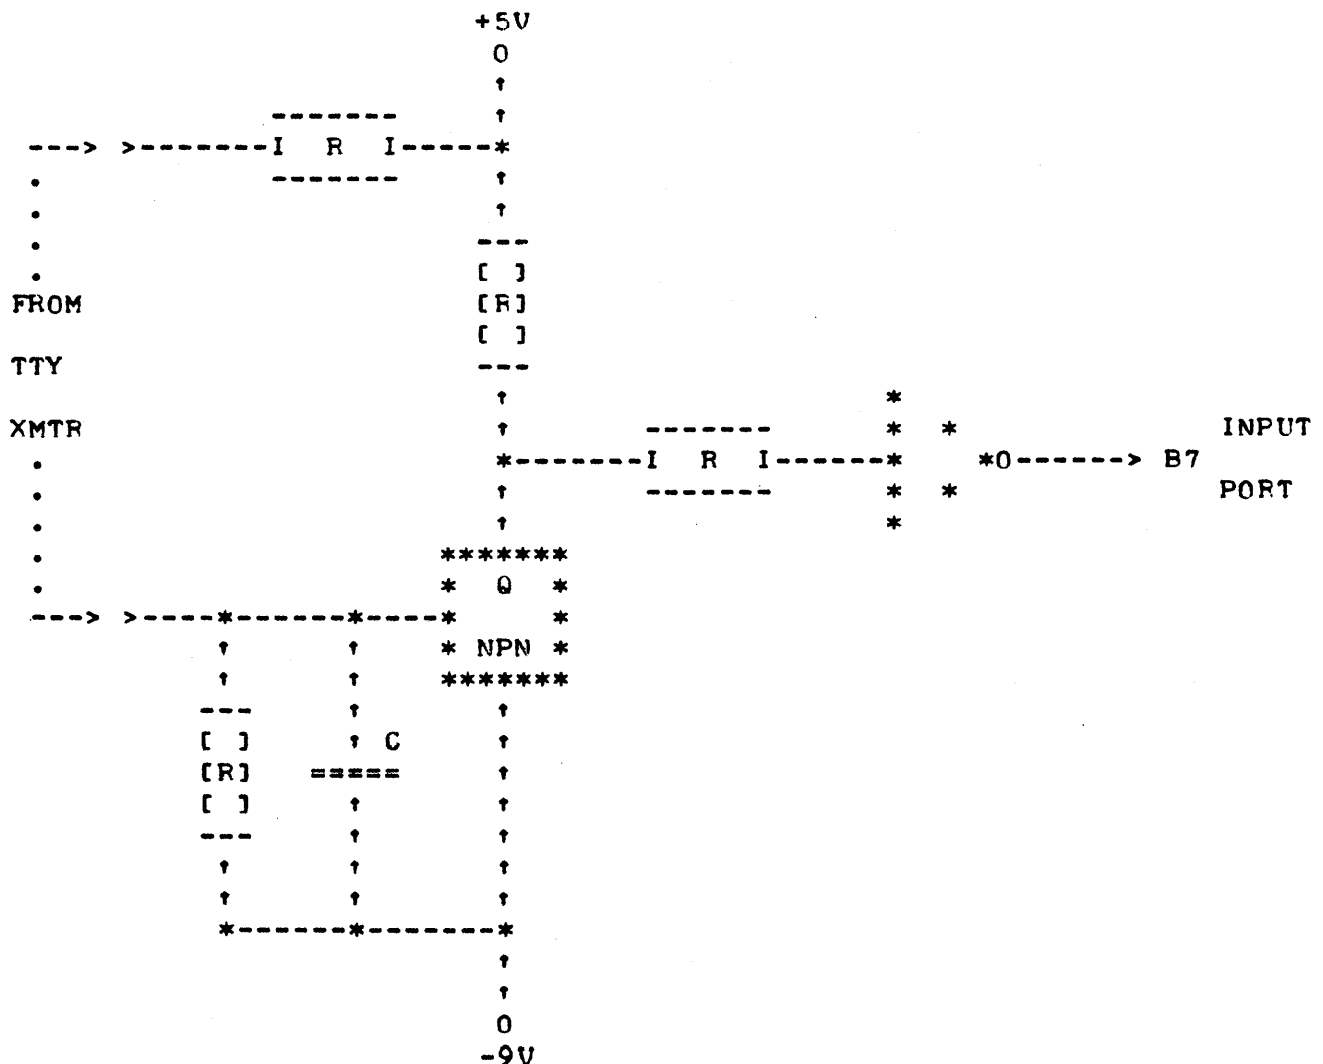 +5V
O
---> >-------I R I-----*
[ ]
FROM
[R]
[ ]
TTY
XMTR
INPUT
*-------I R I------* *O------> B7
PORT
*******
* Q *
---> >----*------*----* *
* NPN *
*******
[ ] C
[R] =====
[ ]
*------*-------*
O
-9V